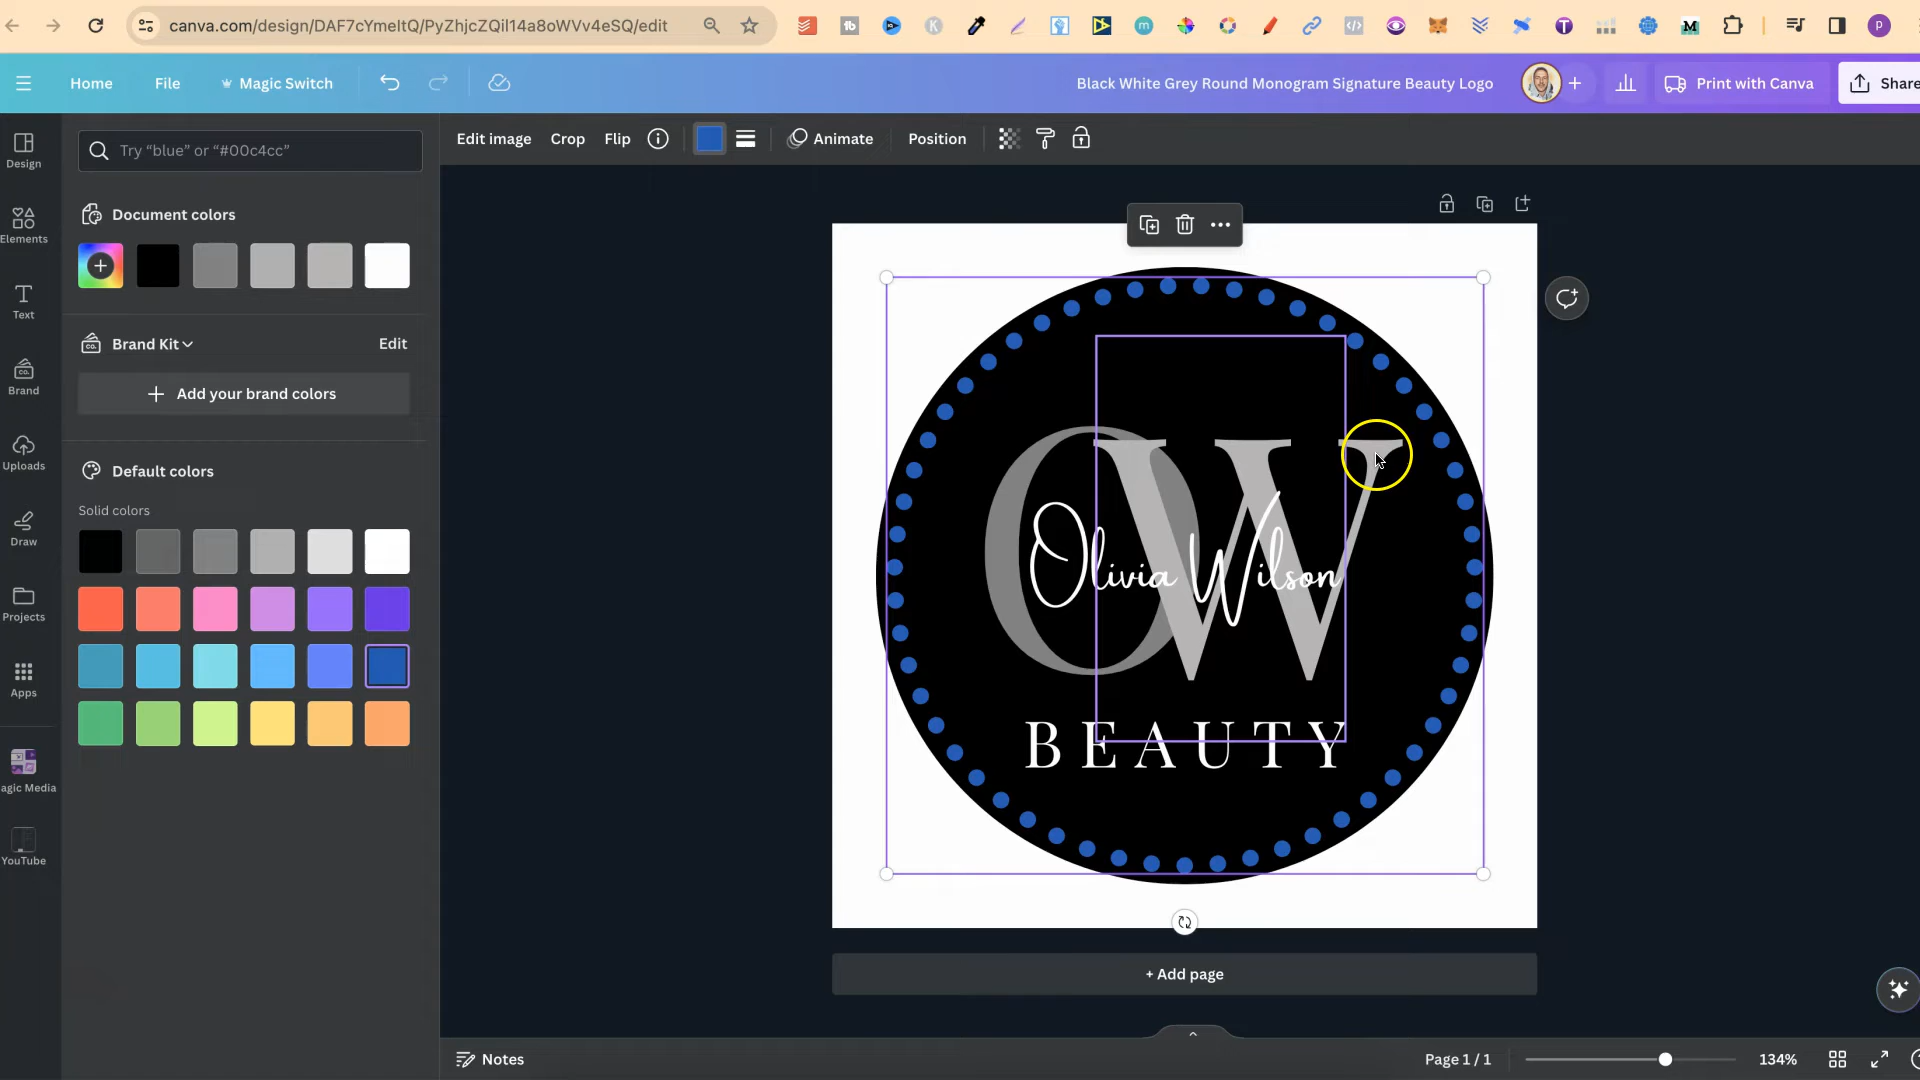 canva.com/design/DAF7cYmeItQ/PyZhjcZQiI14a8oWVv4eSQ/edit
Home
File
Magic Switch
Black White Grey Round Monogram Signature Beauty Logo
Print with Canva
Share
Design
Elements
Text
Brand
Uploads
Draw
Projects
Apps
agic Media
YouTube
Try “blue” or “#00c4cc”
Document colors
Brand Kit
Edit
CO.
Add your brand colors
Default colors
Solid colors
Edit image
Crop
Flip
Animate
Position
OW
Olivia Wilson
BEAUTY
+ Add page
Notes
Page 1 / 1
134%